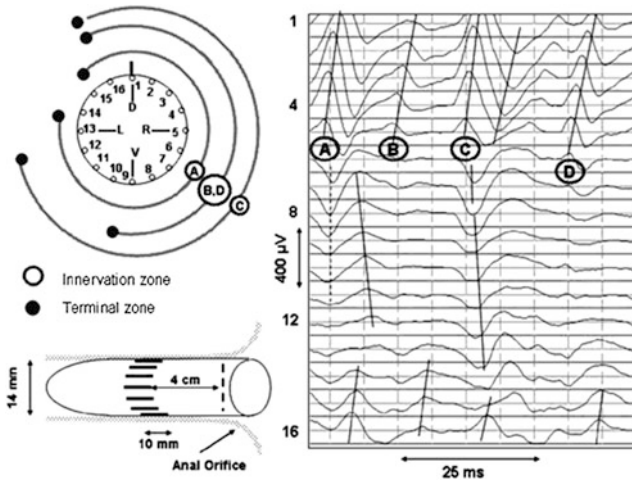 16 1 2
15 3
14 D 4
13 L R 5
12 V 6
11 7
10 9 8
A
B,D
C
Innervation zone
Terminal zone
14 mm
4 cm
10 mm
Anal Orifice
1
4
A B C D
8
400 µV
12
16
25 ms